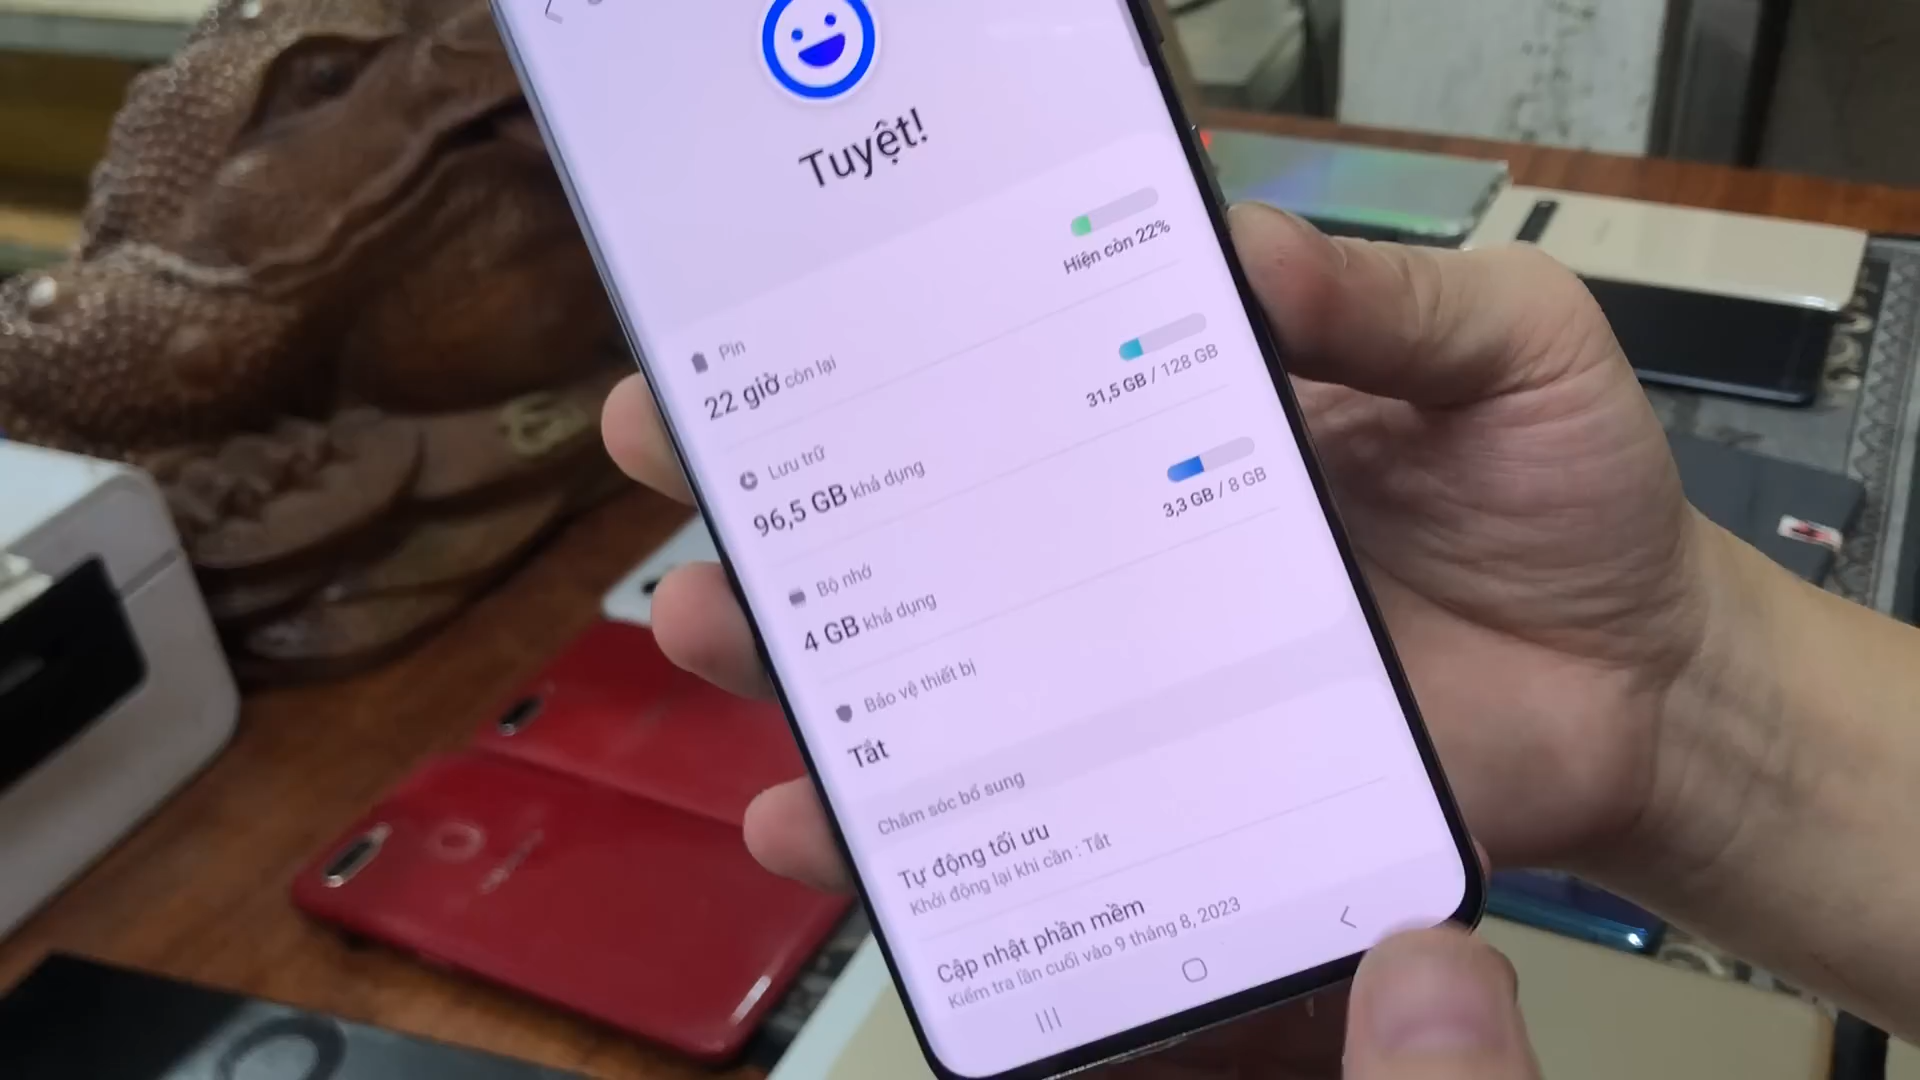 Tuyệt!
Pin
22 giờ còn lại
Hiện còn 22%
Lưu trữ
96,5 GB khả dụng
31,5 GB / 128 GB
Bộ nhớ
4 GB khả dụng
3,3 GB / 8 GB
Bảo vệ thiết bị
Tắt
Chăm sóc bổ sung
Tự động tối ưu
Khởi động lại khi cần : Tắt
Cập nhật phần mềm
Kiểm tra lần cuối vào 9 tháng 8, 2023